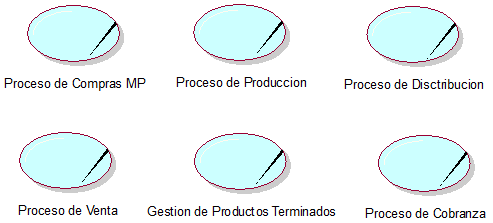 Proceso de Compras MP
Proceso de Produccion
Proceso de Disctribucion
Proceso de Venta
Gestion de Productos Terminados
Proceso de Cobranza